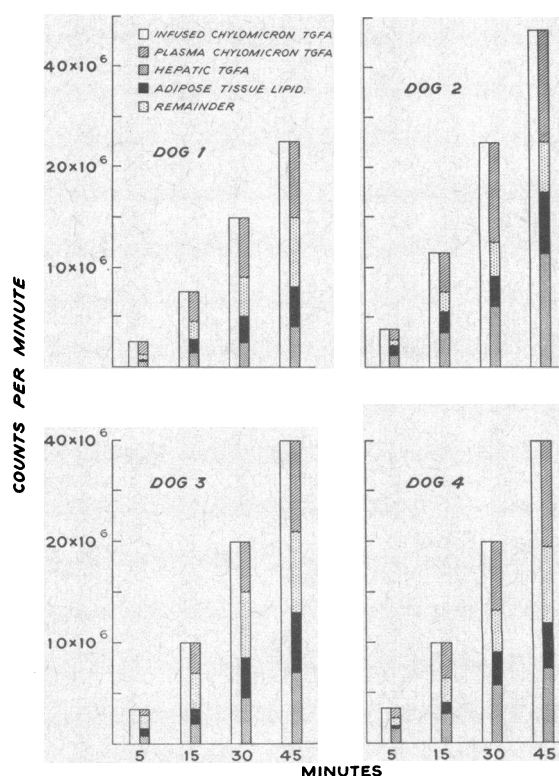 INFUSED CHYLOMICRON TGFA
PLASMA CHYLOMICRON TGFA
HEPATIC TGFA
ADIPOSE TISSUE LIPID.
REMAINDER
40×10⁶
20×10⁶
10×10⁶
DOG 1
DOG 2
COUNTS PER MINUTE
40×10⁶
20×10⁶
10×10⁶
DOG 3
DOG 4
5 15 30 45
5 15 30 45
MINUTES